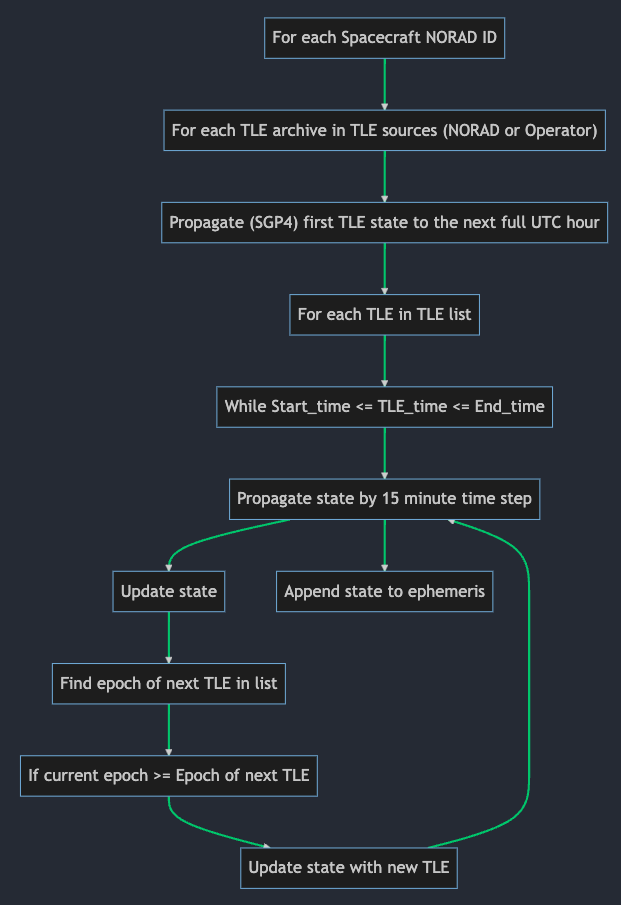 For each Spacecraft NORAD ID
For each TLE archive in TLE sources (NORAD or Operator)
Propagate (SGP4) first TLE state to the next full UTC hour
For each TLE in TLE list
While Start_time <= TLE_time <= End_time
Propagate state by 15 minute time step
Update state
Append state to ephemeris
Find epoch of next TLE in list
If current epoch >= Epoch of next TLE
Update state with new TLE